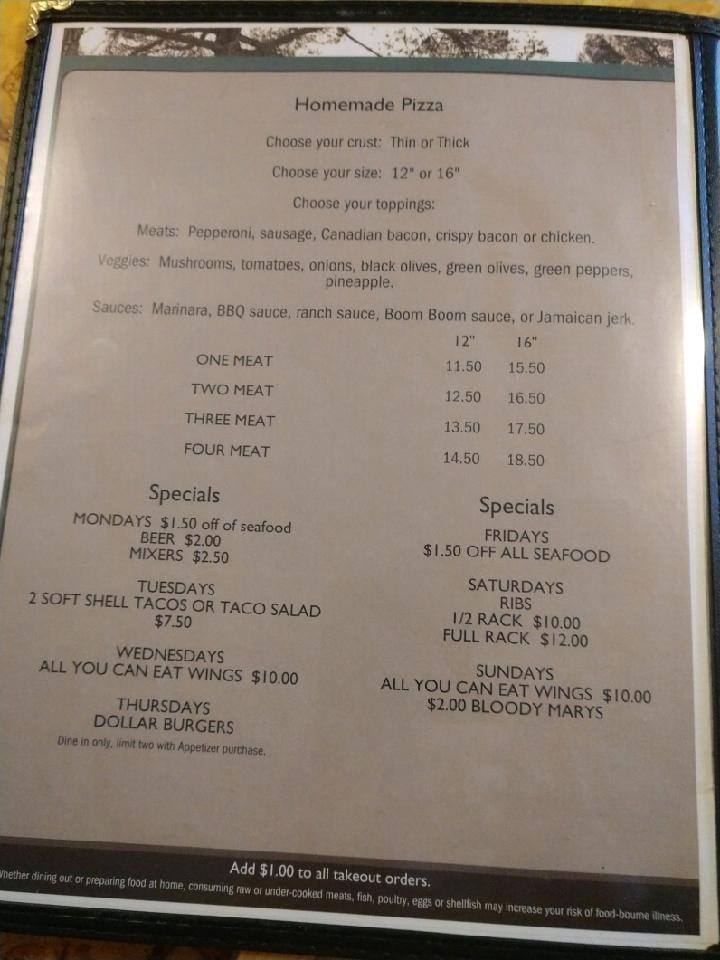 Homemade Pizza
Choose your crust: Thin or Thick
Choose your size: 12" or 16"
Choose your toppings:
Meats: Pepperoni, sausage, Canadian bacon, crispy bacon or chicken.
Veggies: Mushrooms, tomatoes, onions, black olives, green olives, green peppers,
pineapple.
Sauces: Marinara, BBQ sauce, ranch sauce, Boom Boom sauce, or Jamaican jerk.
12" 16"
ONE MEAT 11.50 15.50
TWO MEAT 12.50 16.50
THREE MEAT 13.50 17.50
FOUR MEAT 14.50 18.50
Specials
MONDAYS $1.50 off of seafood
BEER $2.00
MIXERS $2.50
TUESDAYS
2 SOFT SHELL TACOS OR TACO SALAD
$7.50
WEDNESDAYS
ALL YOU CAN EAT WINGS $10.00
THURSDAYS
DOLLAR BURGERS
Dine in only, limit two with Appetizer purchase.
Specials
FRIDAYS
$1.50 OFF ALL SEAFOOD
SATURDAYS
RIBS
1/2 RACK $10.00
FULL RACK $12.00
SUNDAYS
ALL YOU CAN EAT WINGS $10.00
$2.00 BLOODY MARYS
Add $1.00 to all takeout orders.
Whether dining out or preparing food at home, consuming raw or under-cooked meats, fish, poultry, eggs or shellfish may increase your risk of food-bourne illness.